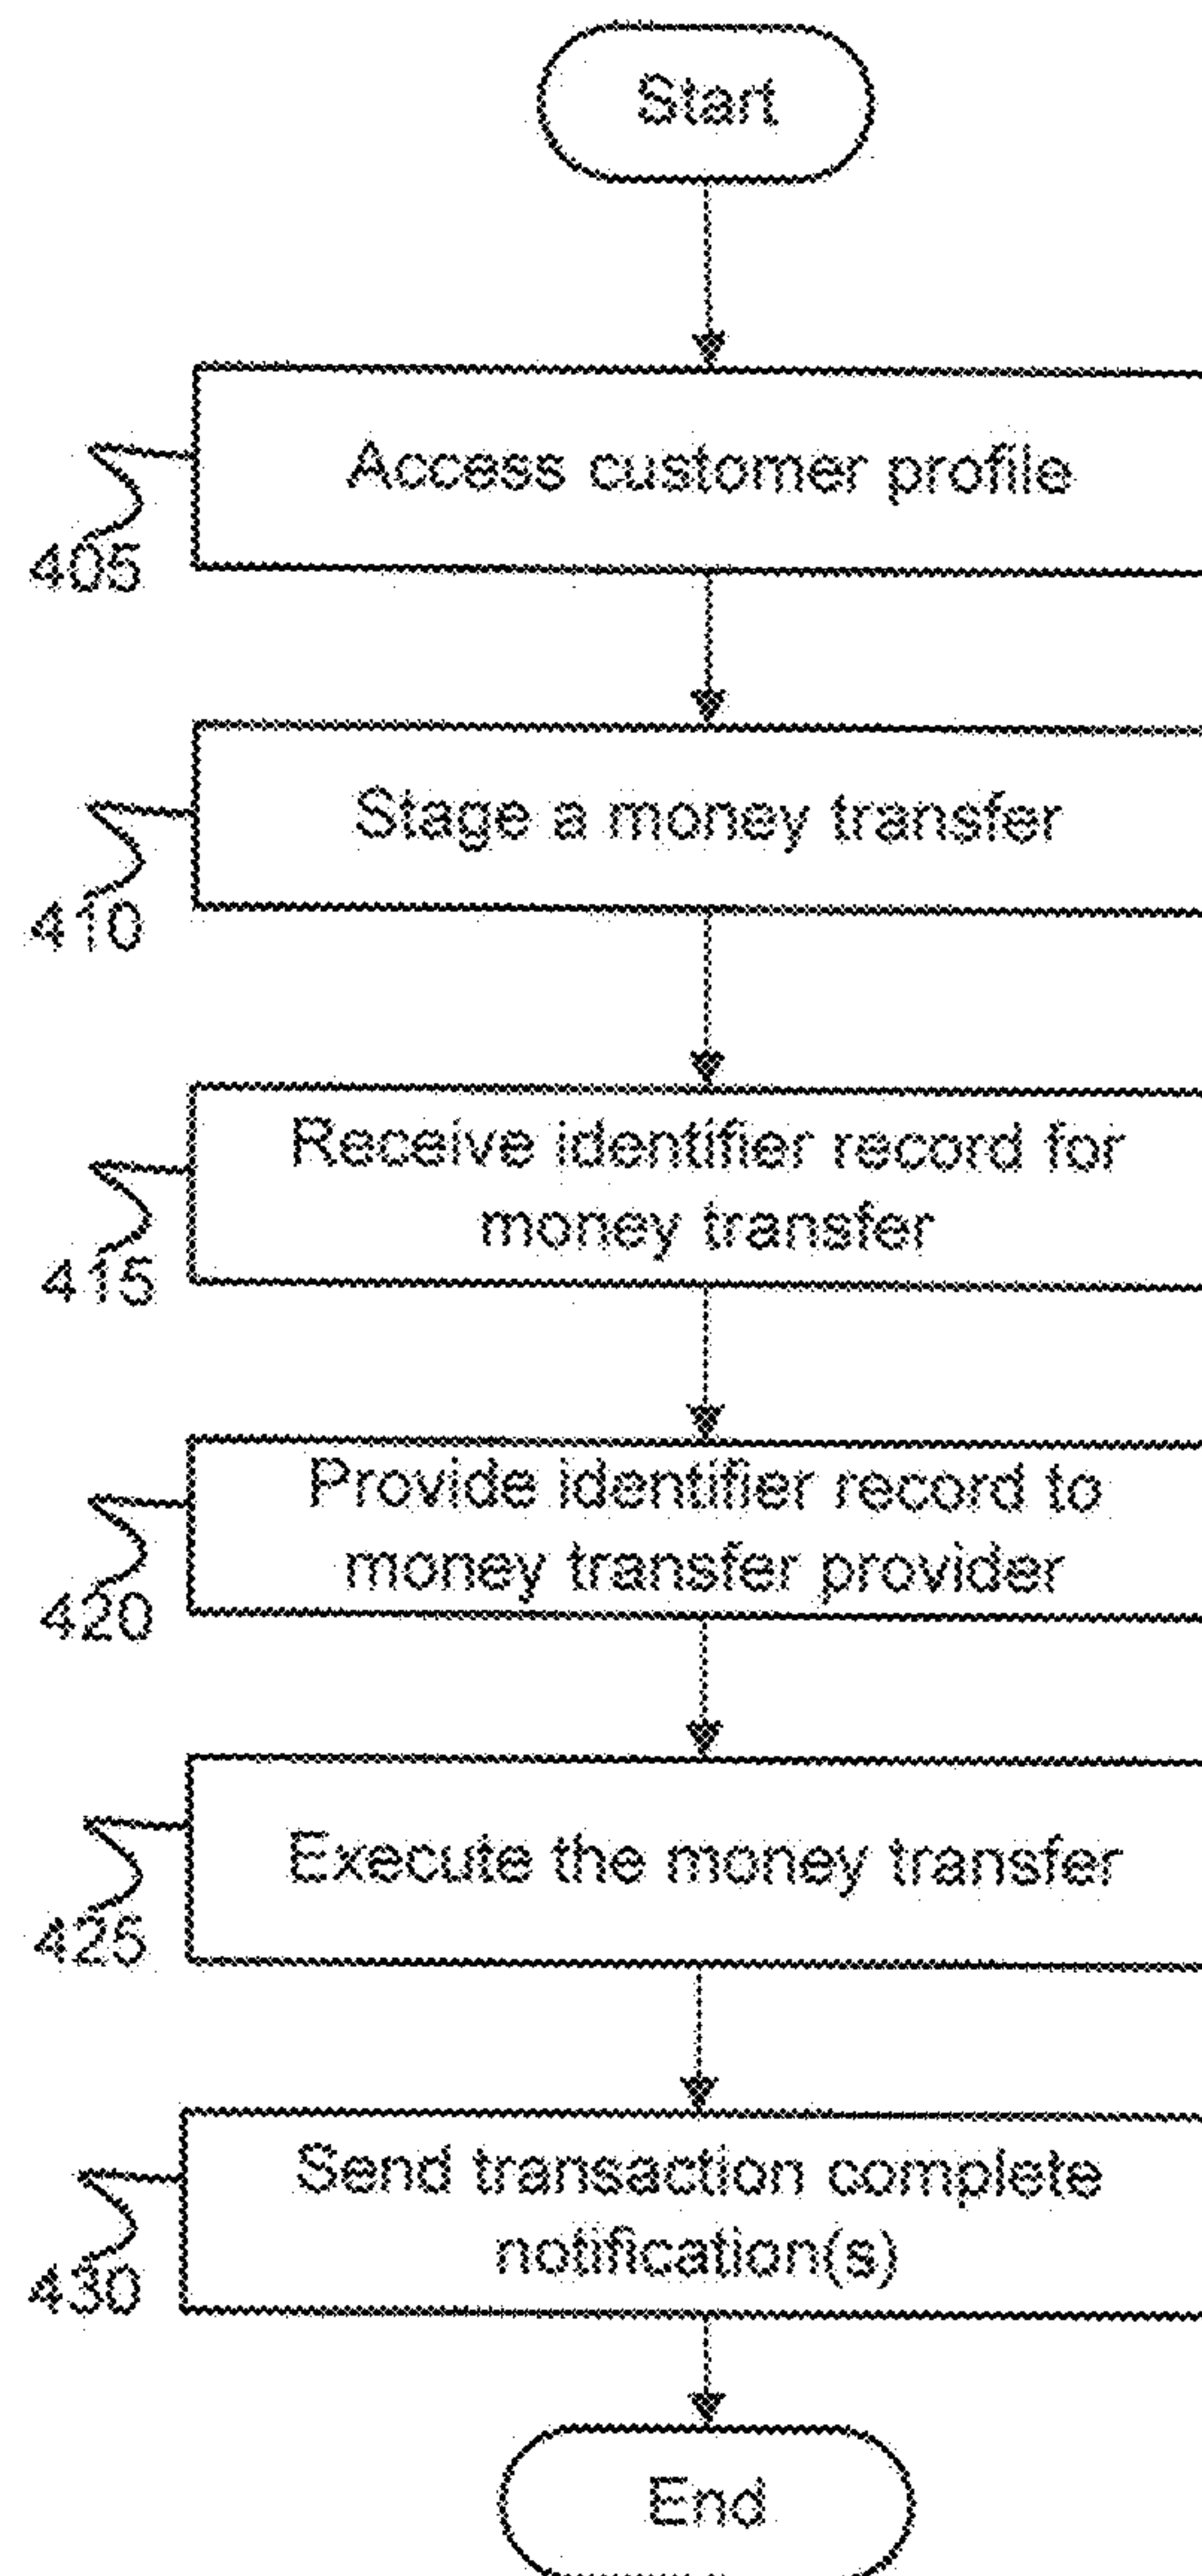 Start
Access customer profile
405
Stage a money transfer
410
Receive identifier record for
money transfer
415
Provide identifier record to
money transfer provider
420
Execute the money transfer
425
Send transaction complete
notification(s)
430
End